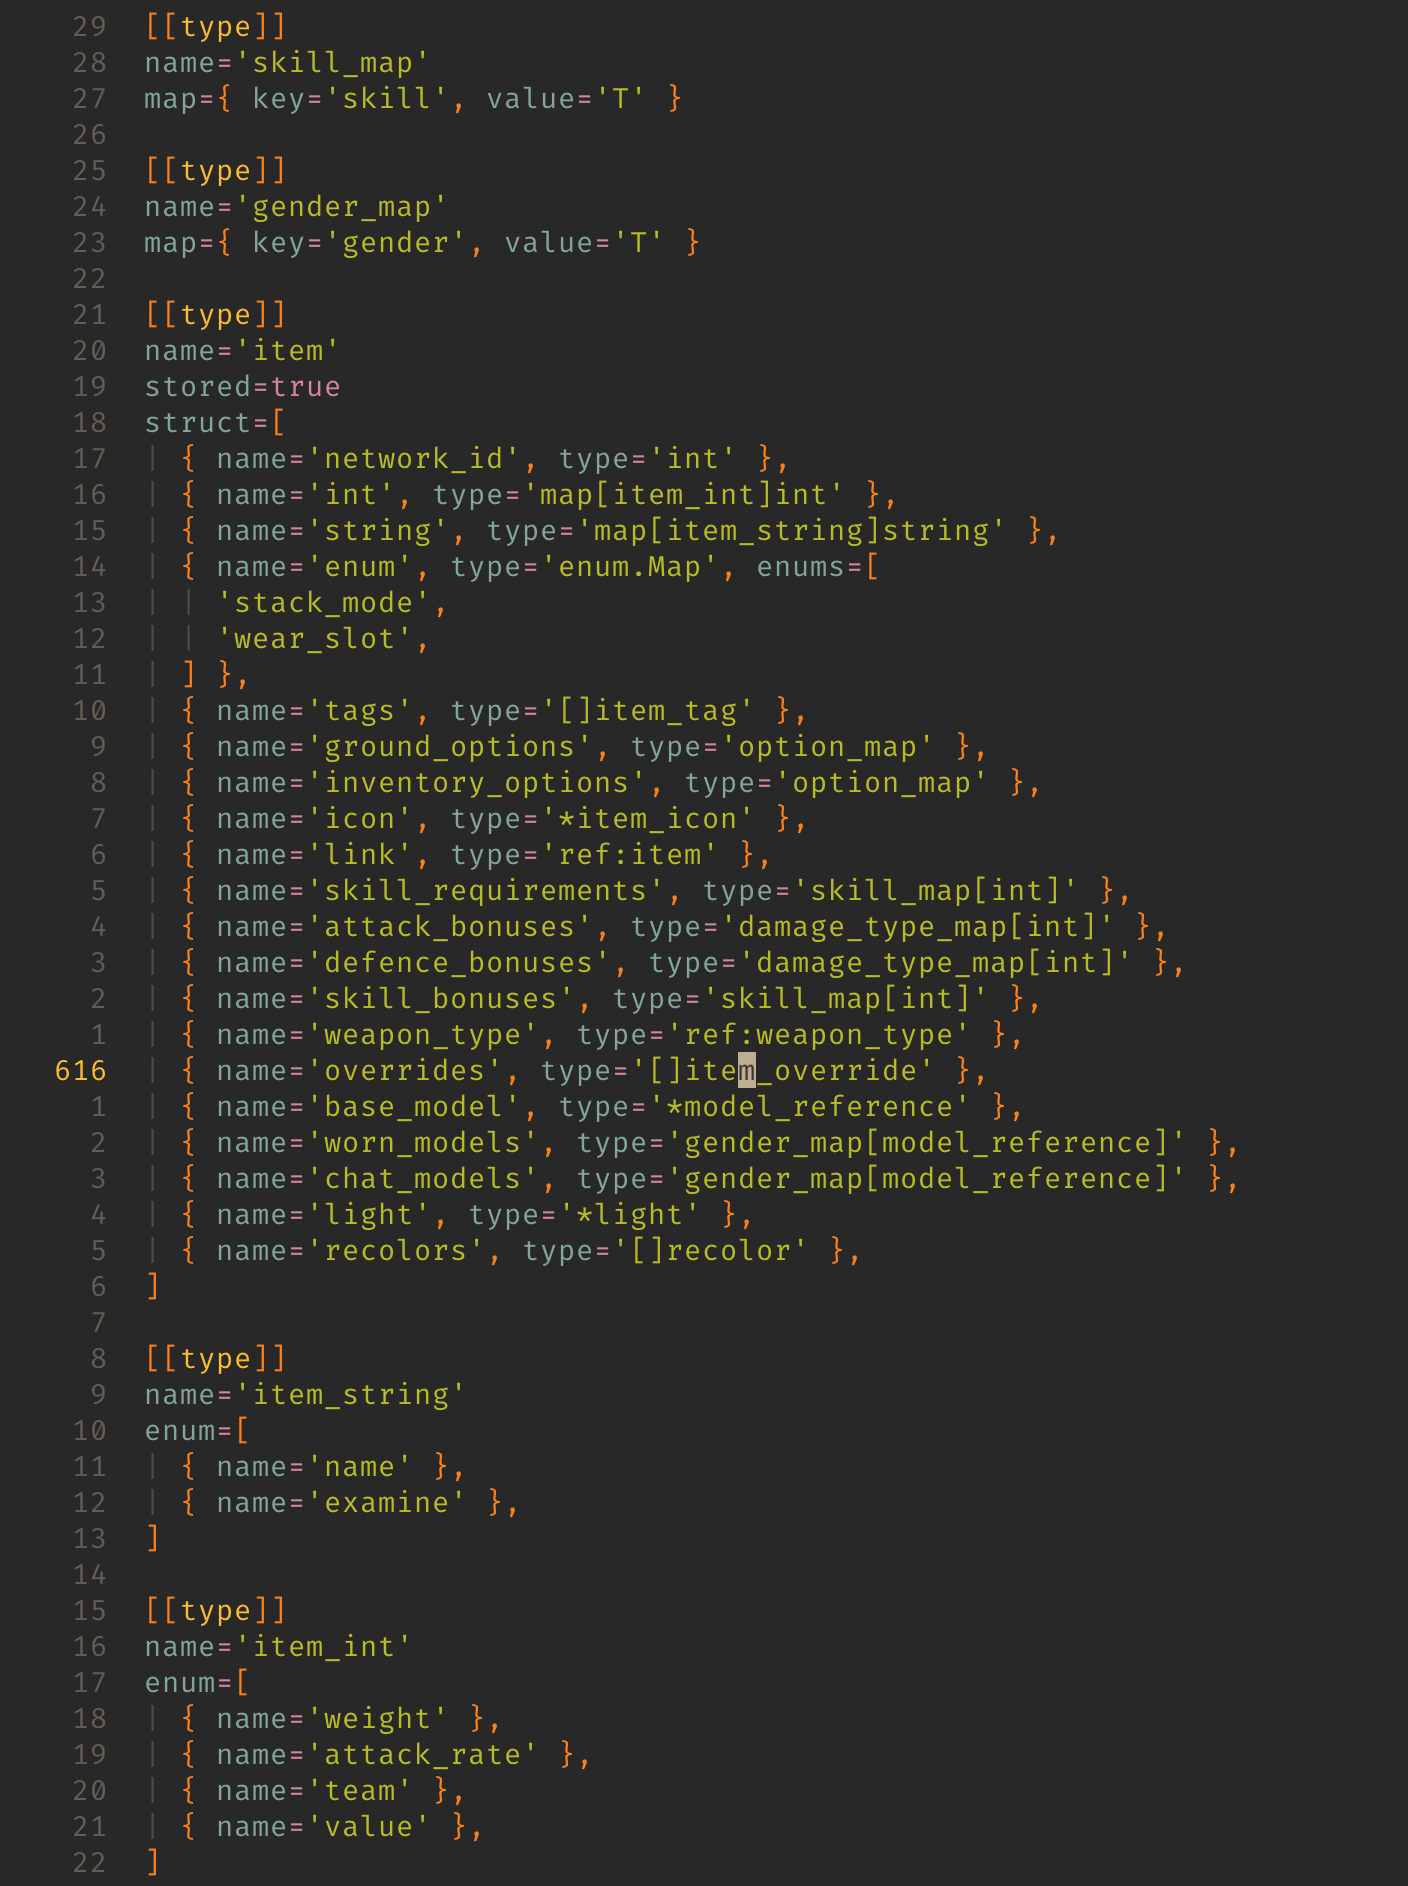 29 [[type]]
28 name='skill_map'
27 map={ key='skill', value='T' }
26
25 [[type]]
24 name='gender_map'
23 map={ key='gender', value='T' }
22
21 [[type]]
20 name='item'
19 stored=true
18 struct=[
17 | { name='network_id', type='int' },
16 | { name='int', type='map[item_int]int' },
15 | { name='string', type='map[item_string]string' },
14 | { name='enum', type='enum.Map', enums=[
13 | | 'stack_mode',
12 | | 'wear_slot',
11 | ] },
10 | { name='tags', type='[]item_tag' },
9 | { name='ground_options', type='option_map' },
8 | { name='inventory_options', type='option_map' },
7 | { name='icon', type='*item_icon' },
6 | { name='link', type='ref:item' },
5 | { name='skill_requirements', type='skill_map[int]' },
4 | { name='attack_bonuses', type='damage_type_map[int]' },
3 | { name='defence_bonuses', type='damage_type_map[int]' },
2 | { name='skill_bonuses', type='skill_map[int]' },
1 | { name='weapon_type', type='ref:weapon_type' },
616 | { name='overrides', type='[]item_override' },
1 | { name='base_model', type='*model_reference' },
2 | { name='worn_models', type='gender_map[model_reference]' },
3 | { name='chat_models', type='gender_map[model_reference]' },
4 | { name='light', type='*light' },
5 | { name='recolors', type='[]recolor' },
6 ]
7
8 [[type]]
9 name='item_string'
10 enum=[
11 | { name='name' },
12 | { name='examine' },
13 ]
14
15 [[type]]
16 name='item_int'
17 enum=[
18 | { name='weight' },
19 | { name='attack_rate' },
20 | { name='team' },
21 | { name='value' },
22 ]